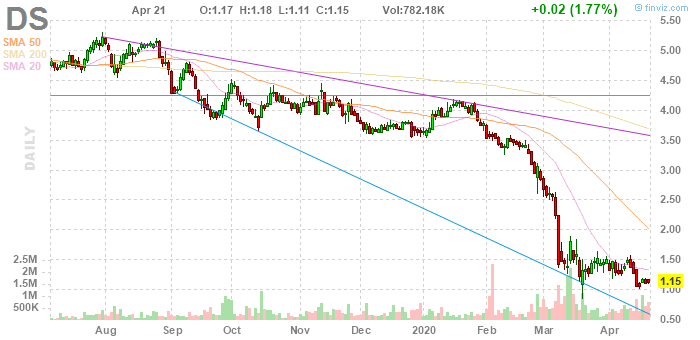 DS Apr 21 O:1.17 H:1.18 L:1.11 C:1.15 Vol:782.18K +0.02 (1.77%) © finviz.com
SMA 50
SMA 200
SMA 20
DAILY
5.50
5.00
4.50
4.00
3.50
3.00
2.50
2.00
1.50
1.15
1.00
0.50
2.5M
2M
1.5M
1M
500K
Aug Sep Oct Nov Dec 2020 Feb Mar Apr